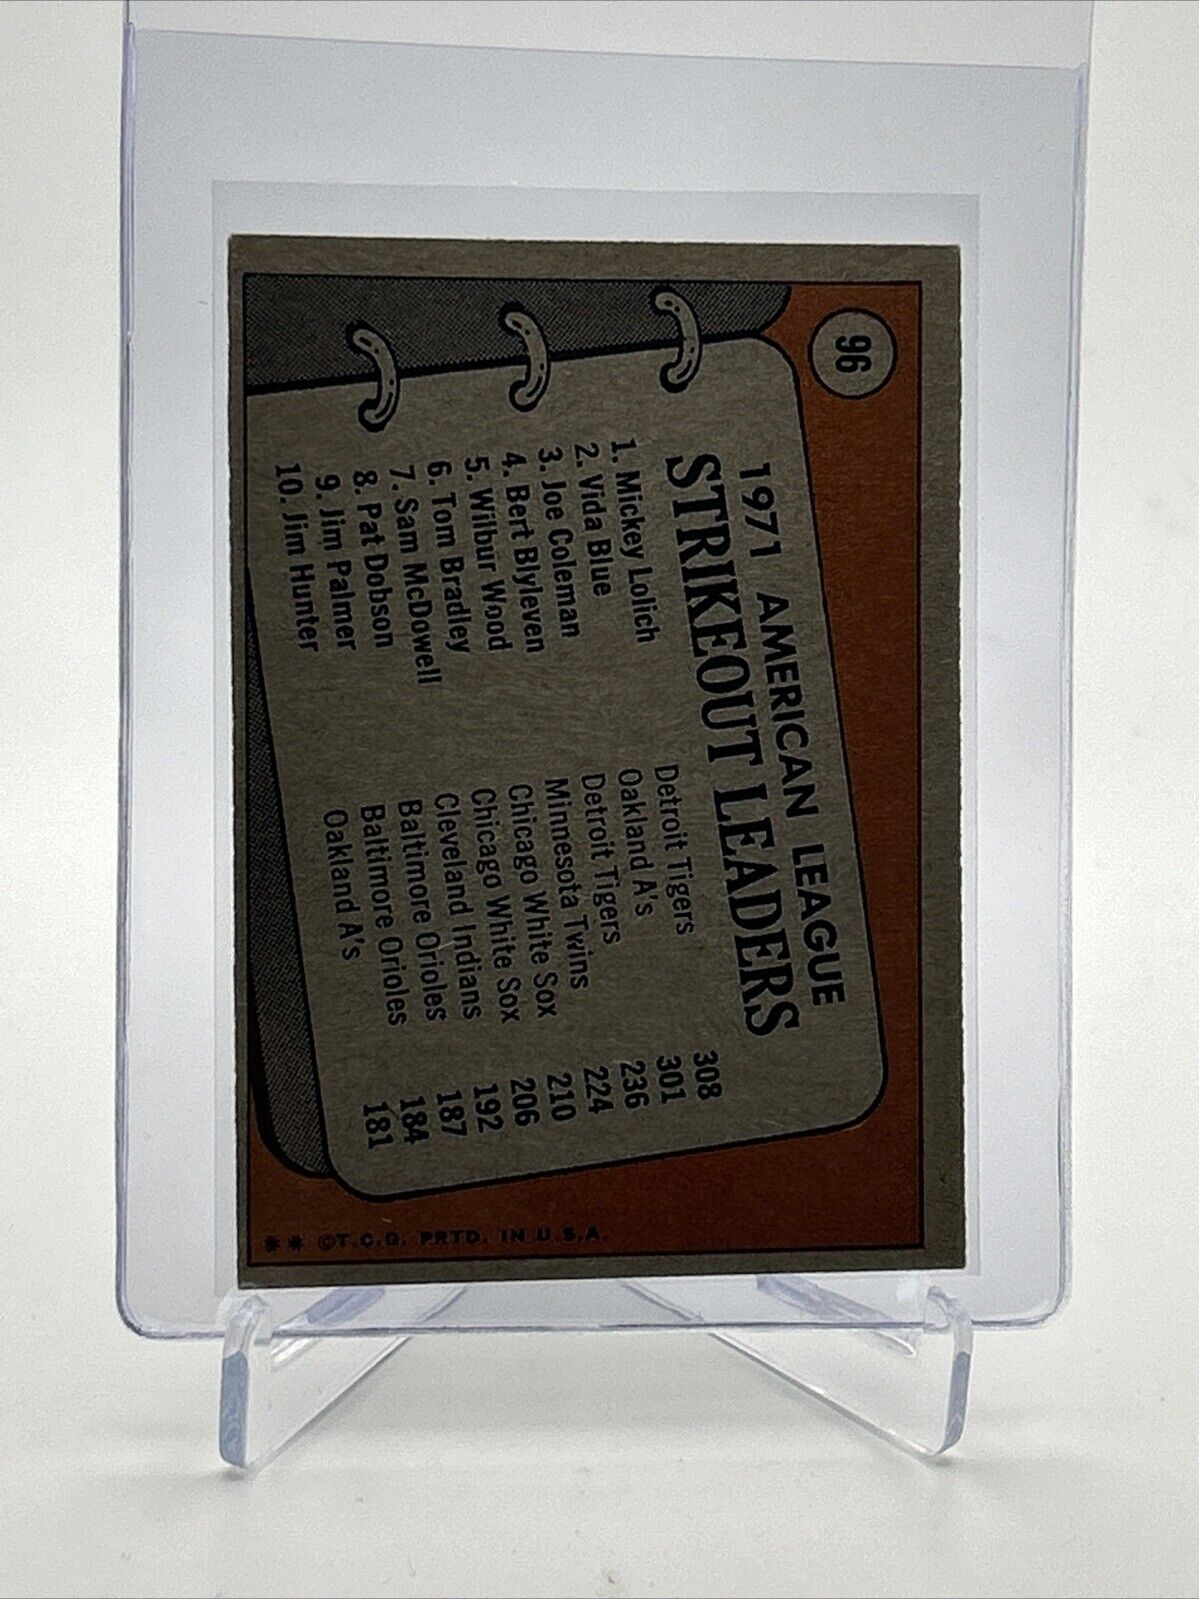 96
1971 AMERICAN LEAGUE
STRIKEOUT LEADERS
1. Mickey Lolich Detroit Tigers 308
2. Vida Blue Oakland A's 301
3. Joe Coleman Detroit Tigers 236
4. Bert Blyleven Minnesota Twins 224
5. Wilbur Wood Chicago White Sox 210
6. Tom Bradley Chicago White Sox 206
7. Sam McDowell Cleveland Indians 192
8. Pat Dobson Baltimore Orioles 187
9. Jim Palmer Baltimore Orioles 184
10. Jim Hunter Oakland A's 181
** ©T.C.G. PRTD. IN U.S.A.